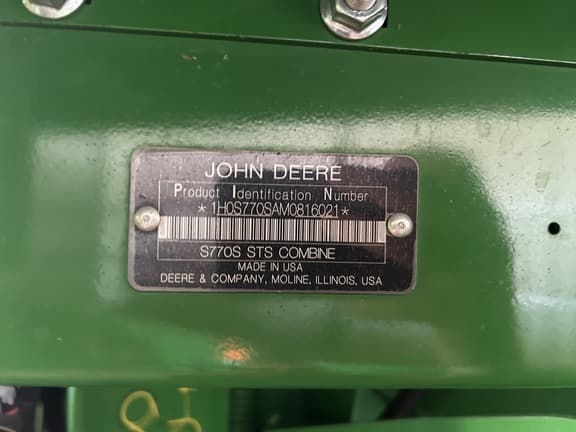 JOHN DEERE
Product Identification Number
*1H0S770SAM0816021*
S770S STS COMBINE
MADE IN USA
DEERE & COMPANY, MOLINE, ILLINOIS, USA